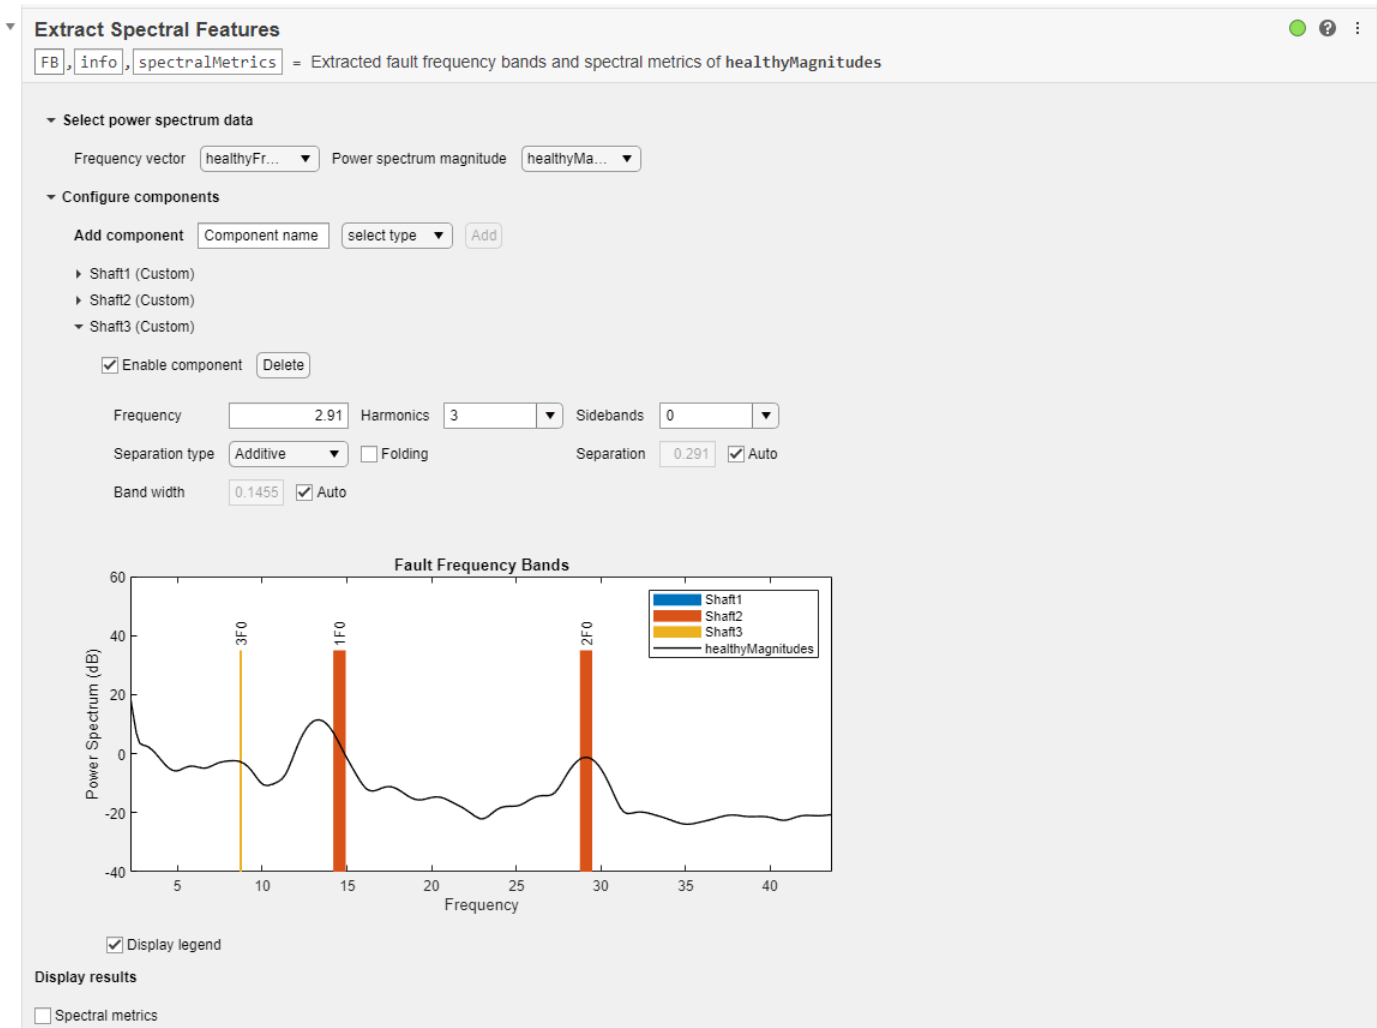 Extract Spectral Features
FB , info , spectralMetrics = Extracted fault frequency bands and spectral metrics of healthyMagnitudes
Select power spectrum data
Frequency vector healthyFr... Power spectrum magnitude healthyMa...
Configure components
Add component Component name select type Add
Shaft1 (Custom)
Shaft2 (Custom)
Shaft3 (Custom)
Enable component Delete
Frequency 2.91 Harmonics 3 Sidebands 0
Separation type Additive Folding Separation 0.291 Auto
Band width 0.1455 Auto
Fault Frequency Bands
60
40
20
0
-20
-40
Power Spectrum (dB)
3F0
1F0
2F0
Shaft1
Shaft2
Shaft3
healthyMagnitudes
5 10 15 20 25 30 35 40
Frequency
Display legend
Display results
Spectral metrics